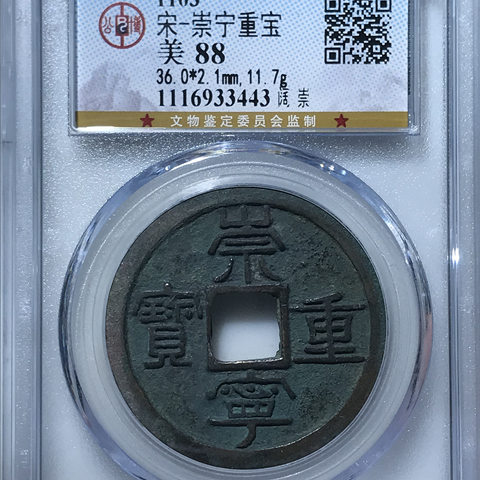 1103
宋-崇宁重宝
美 88
36.0*2.1mm,11.7g
1116933443 阔崇
★ 文物鉴定委员会监制 ★
崇
寶 重
寧